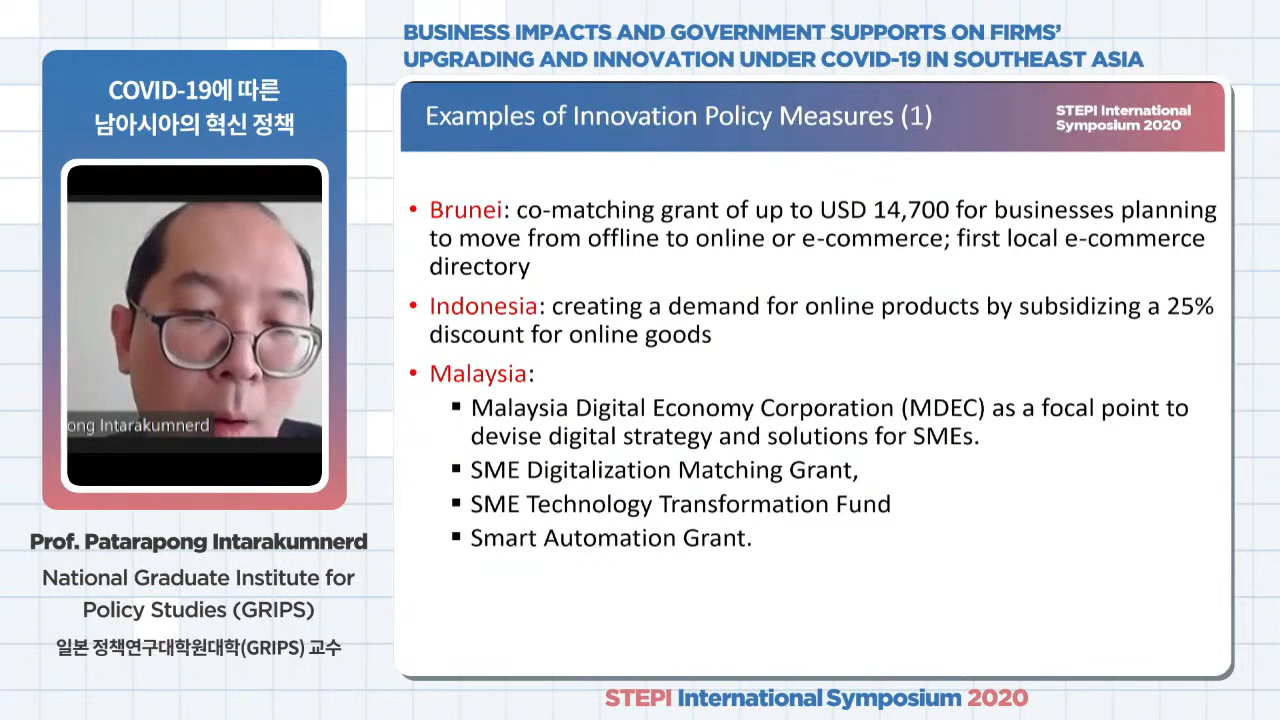 BUSINESS IMPACTS AND GOVERNMENT SUPPORTS ON FIRMS'
UPGRADING AND INNOVATION UNDER COVID-19 IN SOUTHEAST ASIA
COVID-19에 따른
남아시아의 혁신 정책
ong Intarakumnerd
Prof. Patarapong Intarakumnerd
National Graduate Institute for
Policy Studies (GRIPS)
일본 정책연구대학원대학(GRIPS) 교수
Examples of Innovation Policy Measures (1)
STEPI International
Symposium 2020
• Brunei: co-matching grant of up to USD 14,700 for businesses planning
to move from offline to online or e-commerce; first local e-commerce
directory
• Indonesia: creating a demand for online products by subsidizing a 25%
discount for online goods
• Malaysia:
▪ Malaysia Digital Economy Corporation (MDEC) as a focal point to
devise digital strategy and solutions for SMEs.
▪ SME Digitalization Matching Grant,
▪ SME Technology Transformation Fund
▪ Smart Automation Grant.
STEPI International Symposium 2020